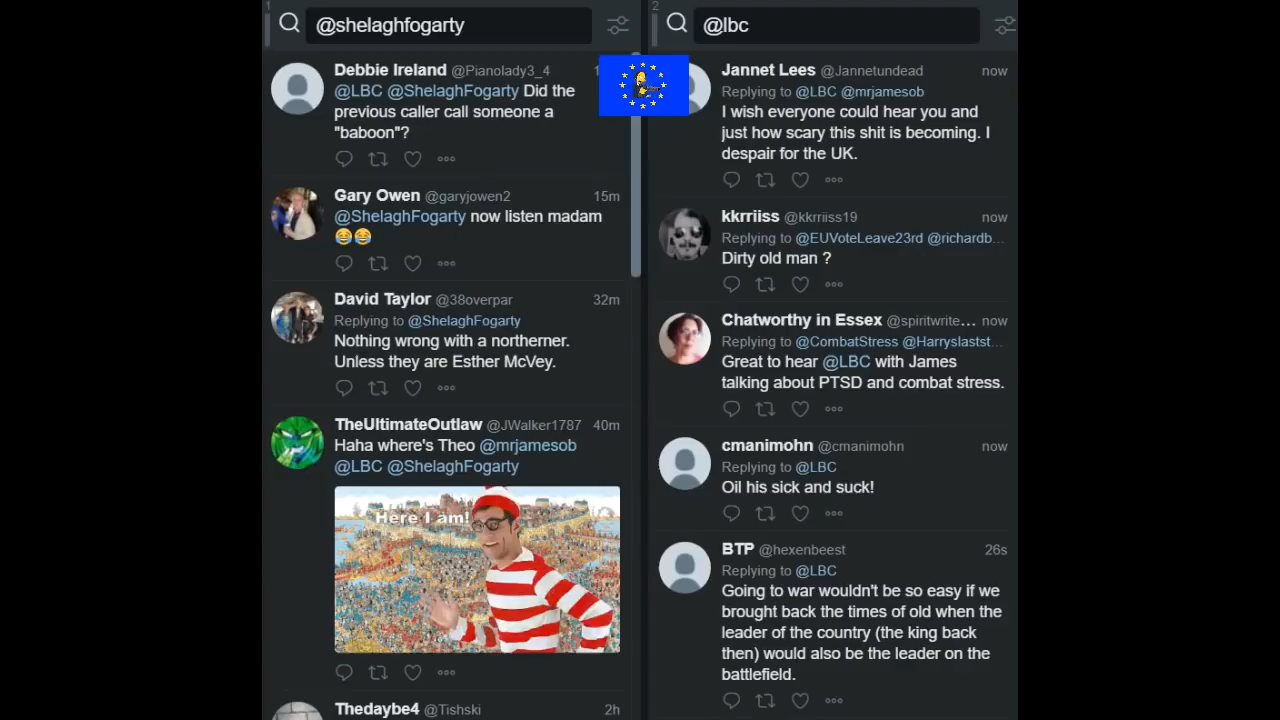 1
@shelaghfogarty
Debbie Ireland @Pianolady3_4
@LBC @ShelaghFogarty Did the
previous caller call someone a
"baboon"?
Gary Owen @garyjowen2 15m
@ShelaghFogarty now listen madam
😂😂
David Taylor @38overpar 32m
Replying to @ShelaghFogarty
Nothing wrong with a northerner.
Unless they are Esther McVey.
TheUltimateOutlaw @JWalker1787 40m
Haha where's Theo @mrjamesob
@LBC @ShelaghFogarty
Here I am!
Thedaybe4 @Tishski 2h
2
@lbc
Jannet Lees @Jannetundead now
Replying to @LBC @mrjamesob
I wish everyone could hear you and
just how scary this shit is becoming. I
despair for the UK.
kkrriiss @kkrriiss19 now
Replying to @EUVoteLeave23rd @richardb...
Dirty old man ?
Chatworthy in Essex @spiritwrite... now
Replying to @CombatStress @Harryslastst...
Great to hear @LBC with James
talking about PTSD and combat stress.
cmanimohn @cmanimohn now
Replying to @LBC
Oil his sick and suck!
BTP @hexenbeest 26s
Replying to @LBC
Going to war wouldn't be so easy if we
brought back the times of old when the
leader of the country (the king back
then) would also be the leader on the
battlefield.